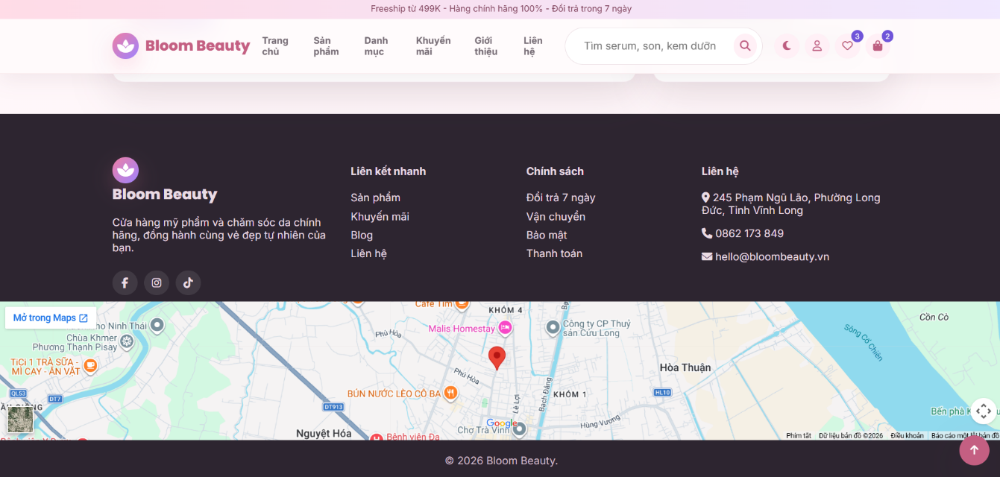 Freeship từ 499K - Hàng chính hãng 100% - Đổi trả trong 7 ngày
Bloom Beauty
Trang chủ
Sản phẩm
Danh mục
Khuyến mãi
Giới thiệu
Liên hệ
Tìm serum, son, kem dưỡn
3
2
Bloom Beauty
Cửa hàng mỹ phẩm và chăm sóc da chính
hãng, đồng hành cùng vẻ đẹp tự nhiên của
bạn.
Liên kết nhanh
Sản phẩm
Khuyến mãi
Blog
Liên hệ
Chính sách
Đổi trả 7 ngày
Vận chuyển
Bảo mật
Thanh toán
Liên hệ
245 Phạm Ngũ Lão, Phường Long
Đức, Tỉnh Vĩnh Long
0862 173 849
hello@bloombeauty.vn
Mở trong Maps
Ninh Thái
Chùa Khmer
Phương Thạnh Pisay
TiCi 1 TRÀ SỮA -
MÌ CAY - ĂN VẶT
QL53
DT7
DT913
Nguyệt Hóa
Cafe Tím
KHÓM 4
Malis Homestay
Phú Hòa
Phú Hòa
BÚN NƯỚC LÈO CÔ BA
Công ty CP Thuỷ
sản Cửu Long
Bạch Đằng
KHÓM 1
Lê Lợi
Hùng Vương
Chợ Trà Vinh
Bệnh viện Đa
Google
Hòa Thuận
HL10
Sông Cổ Chiên
Cồn Cò
Bến phà
Phím tắt
Dữ liệu bản đồ ©2026
Điều khoản
Báo cáo một lỗi bản đồ
© 2026 Bloom Beauty.